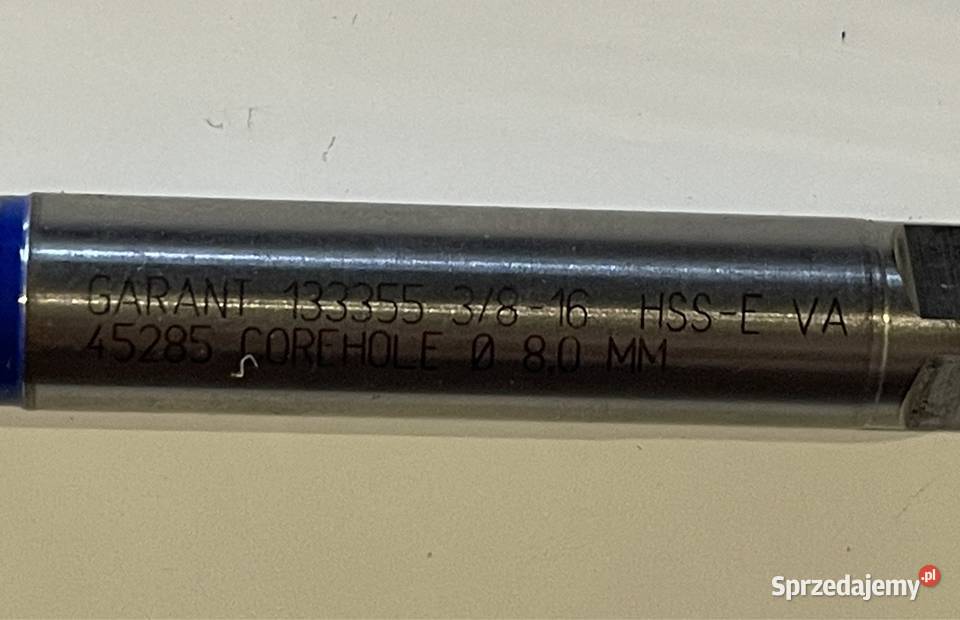 GARANT 133355 3/8-16 HSS-E VA
45285 COREHOLE Ø 8,0 MM
Sprzedajemy.pl